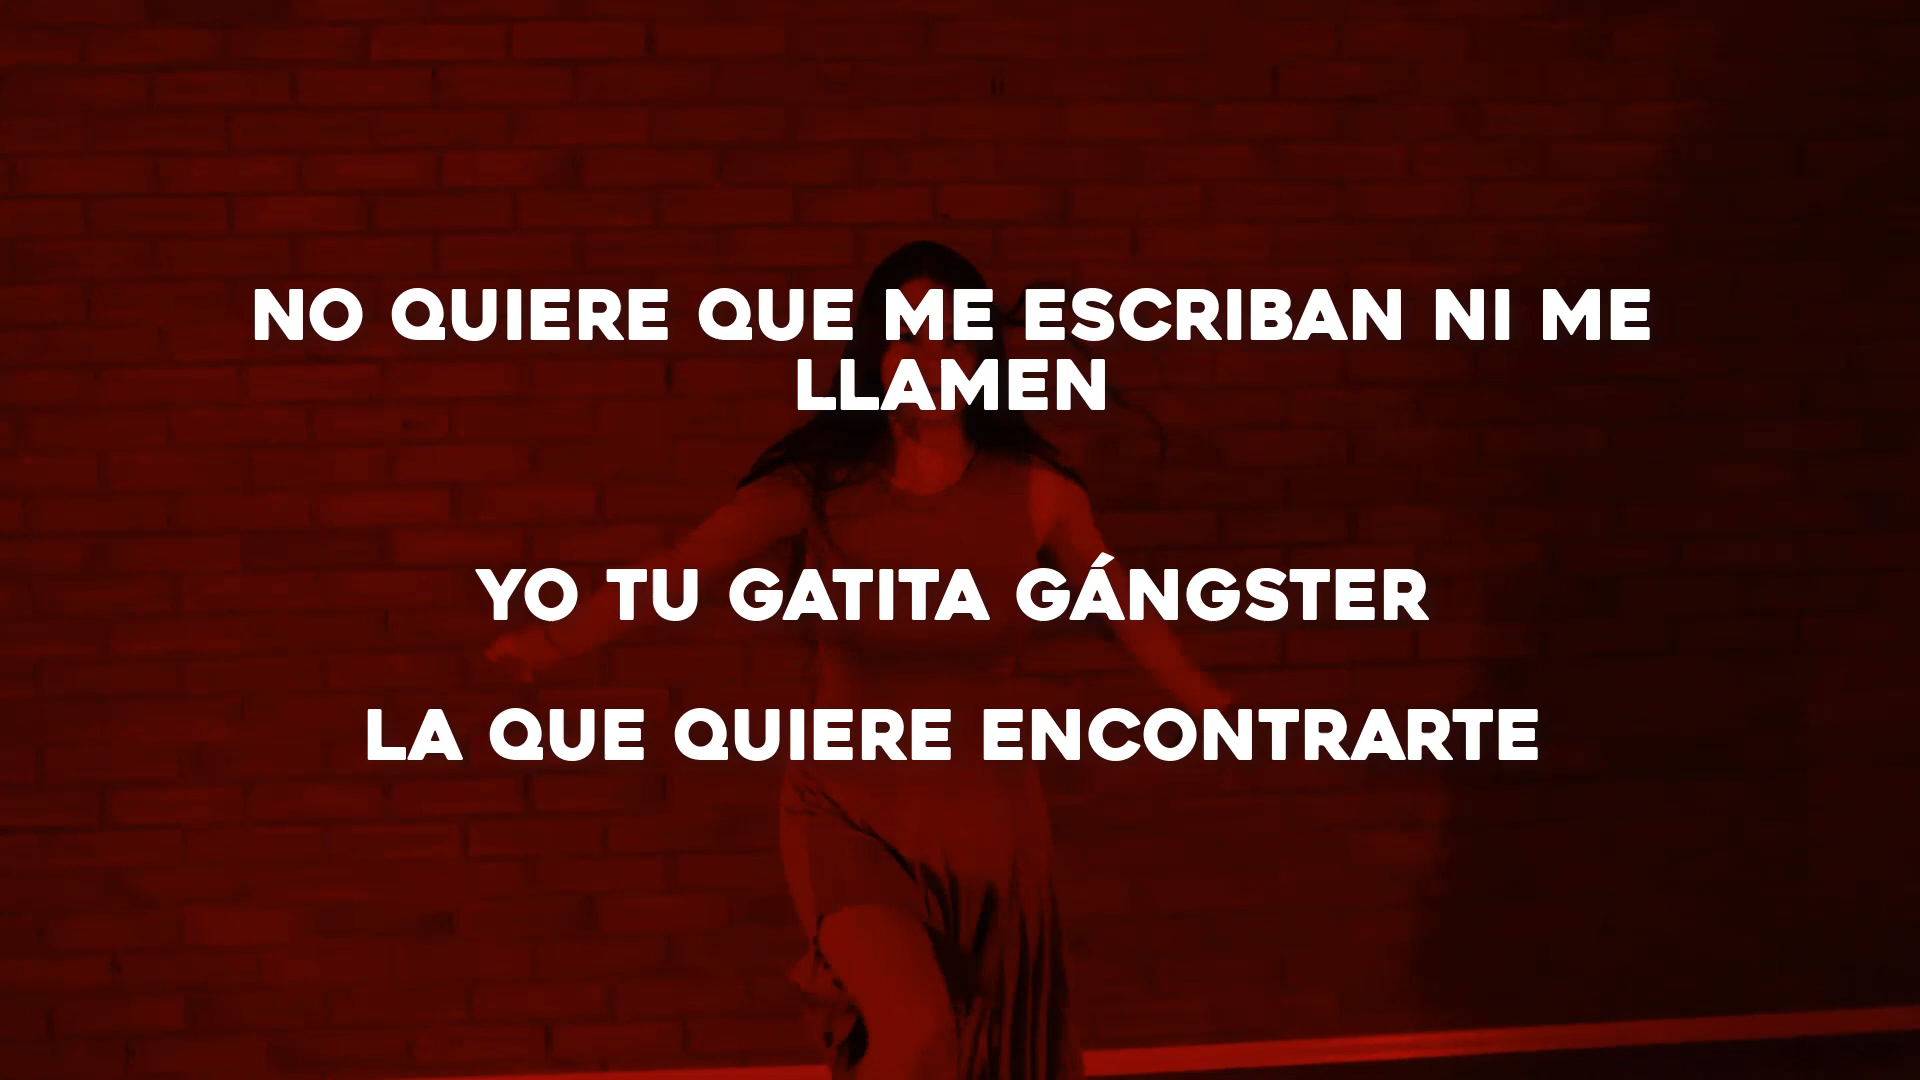 NO QUIERE QUE ME ESCRIBAN NI ME
LLAMEN
YO TU GATITA GÁNGSTER
LA QUE QUIERE ENCONTRARTE